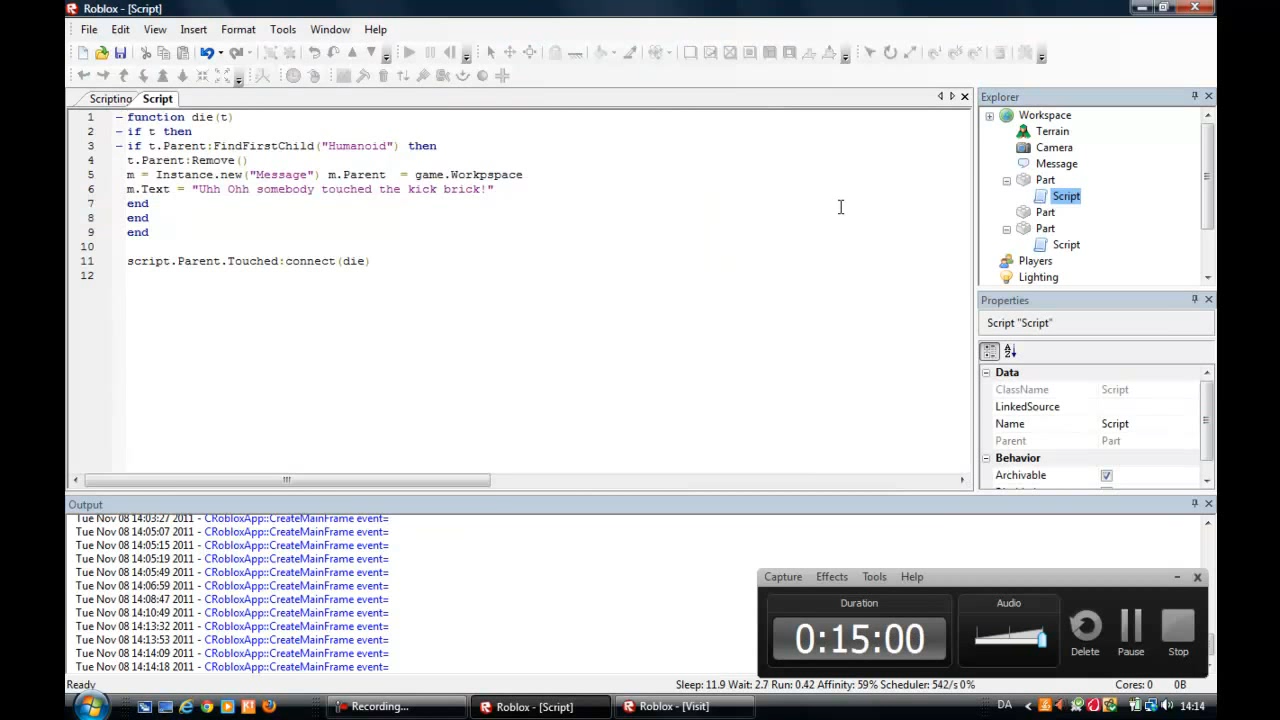 Roblox - [Script]
File Edit View Insert Format Tools Window Help
Scripting Script
1 function die(t)
2 if t then
3 if t.Parent:FindFirstChild("Humanoid") then
4 t.Parent:Remove()
5 m = Instance.new("Message") m.Parent  = game.Workpspace
6 m.Text = "Uhh Ohh somebody touched the kick brick!"
7 end
8 end
9 end
10
11 script.Parent.Touched:connect(die)
12
Explorer
Workspace
Terrain
Camera
Message
Part
Script
Part
Part
Script
Players
Lighting
Properties
Script "Script"
Data
ClassName Script
LinkedSource
Name Script
Parent Part
Behavior
Archivable
Output
Tue Nov 08 14:03:27 2011 - CRobloxApp::CreateMainFrame event=
Tue Nov 08 14:05:07 2011 - CRobloxApp::CreateMainFrame event=
Tue Nov 08 14:05:15 2011 - CRobloxApp::CreateMainFrame event=
Tue Nov 08 14:05:19 2011 - CRobloxApp::CreateMainFrame event=
Tue Nov 08 14:05:49 2011 - CRobloxApp::CreateMainFrame event=
Tue Nov 08 14:06:59 2011 - CRobloxApp::CreateMainFrame event=
Tue Nov 08 14:08:47 2011 - CRobloxApp::CreateMainFrame event=
Tue Nov 08 14:10:49 2011 - CRobloxApp::CreateMainFrame event=
Tue Nov 08 14:13:32 2011 - CRobloxApp::CreateMainFrame event=
Tue Nov 08 14:13:53 2011 - CRobloxApp::CreateMainFrame event=
Tue Nov 08 14:14:09 2011 - CRobloxApp::CreateMainFrame event=
Tue Nov 08 14:14:18 2011 - CRobloxApp::CreateMainFrame event=
Capture Effects Tools Help
Duration
0:15:00
Audio
Delete Pause Stop
Ready
Sleep: 11.9 Wait: 2.7 Run: 0.42 Affinity: 59% Scheduler: 542/s 0% Cores: 0 0B
Recording... Roblox - [Script] Roblox - [Visit] DA 14:14